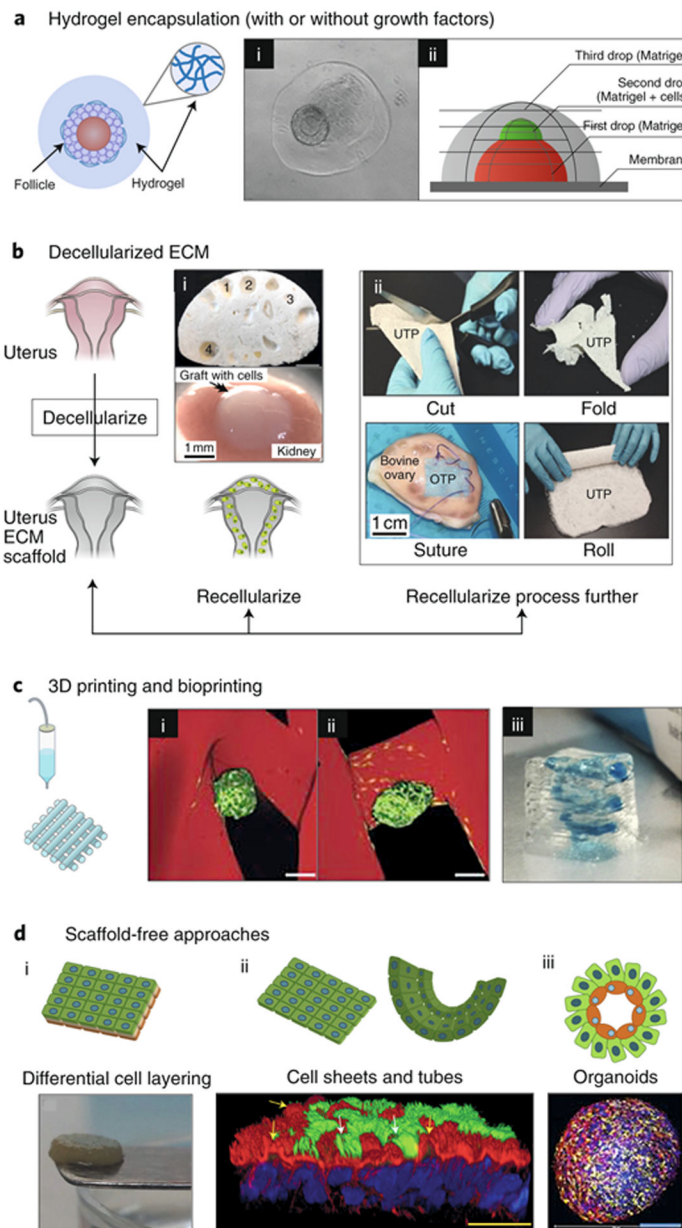 a Hydrogel encapsulation (with or without growth factors)
i
ii
Third drop (Matrige
Second dro
(Matrigel + cells
First drop (Matrige
Membran
Follicle
Hydrogel
b Decellularized ECM
i
1
2
3
4
Uterus
Graft with cells
Decellularize
1 mm
Kidney
Uterus
ECM
scaffold
ii
UTP
UTP
Cut
Fold
Bovine
ovary
OTP
UTP
1 cm
Suture
Roll
Recellularize
Recellularize process further
c 3D printing and bioprinting
i
ii
iii
d Scaffold-free approaches
i
ii
iii
Differential cell layering
Cell sheets and tubes
Organoids